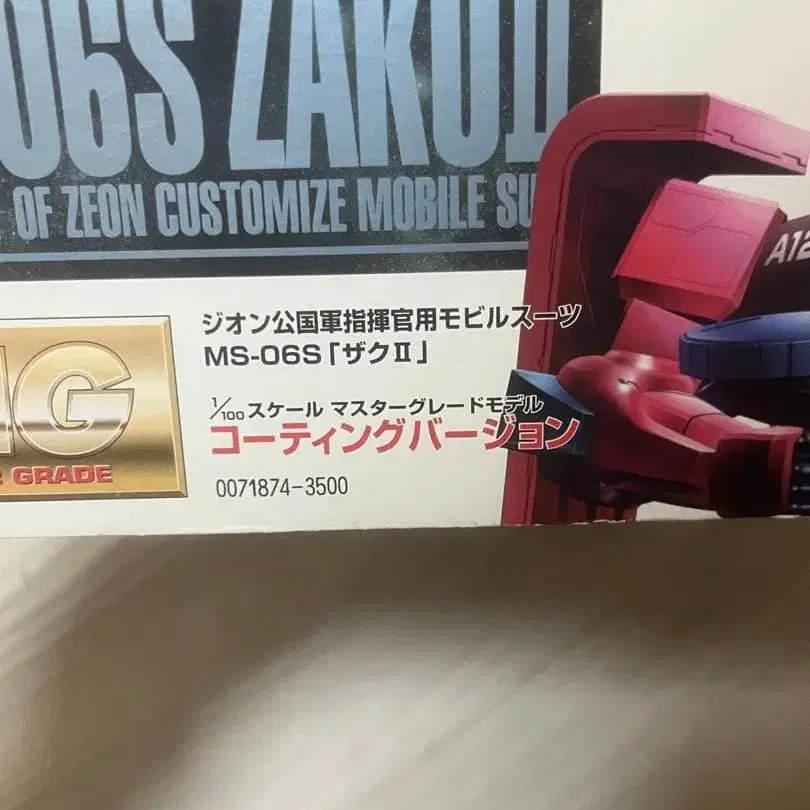 06S ZAKU II
OF ZEON CUSTOMIZE MOBILE SU
A12
ジオン公国軍指揮官用モビルスーツ
MS-06S「ザクⅡ」
MG
GRADE
1/100スケール マスターグレードモデル
コーティングバージョン
0071874-3500